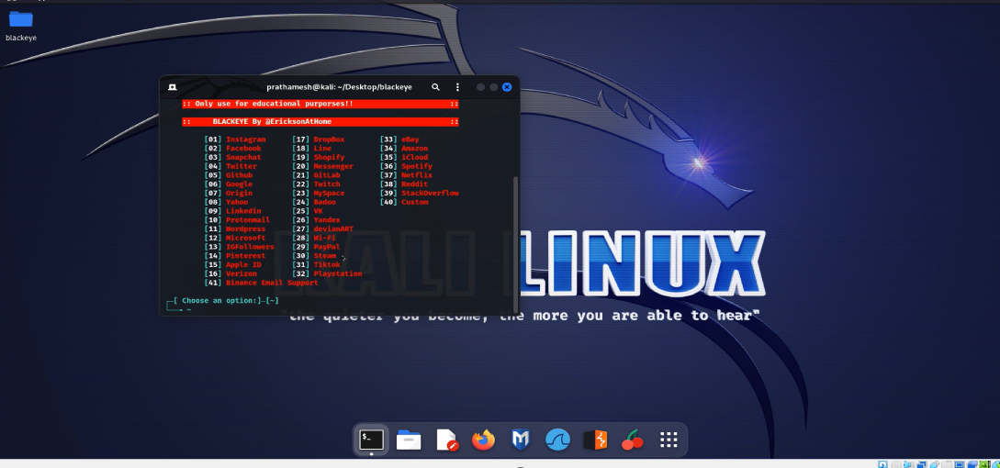 blackeye
prathamesh@kali: ~/Desktop/blackeye
:: Only use for educational purporses!! ::
:: BLACKEYE By @EricksonAtHome ::
[01] Instagram [17] DropBox [33] eBay
[02] Facebook [18] Line [34] Amazon
[03] Snapchat [19] Shopify [35] iCloud
[04] Twitter [20] Messenger [36] Spotify
[05] Github [21] GitLab [37] Netflix
[06] Google [22] Twitch [38] Reddit
[07] Origin [23] MySpace [39] StackOverflow
[08] Yahoo [24] Badoo [40] Custom
[09] Linkedin [25] VK
[10] Protonmail [26] Yandex
[11] Wordpress [27] devianART
[12] Microsoft [28] Wi-Fi
[13] IGFollowers [29] PayPal
[14] Pinterest [30] Steam
[15] Apple ID [31] Tiktok
[16] Verizon [32] Playstation
[41] Binance Email Support
[ Choose an option:]-[~]
~
KALI LINUX
"the quieter you become, the more you are able to hear"
$_